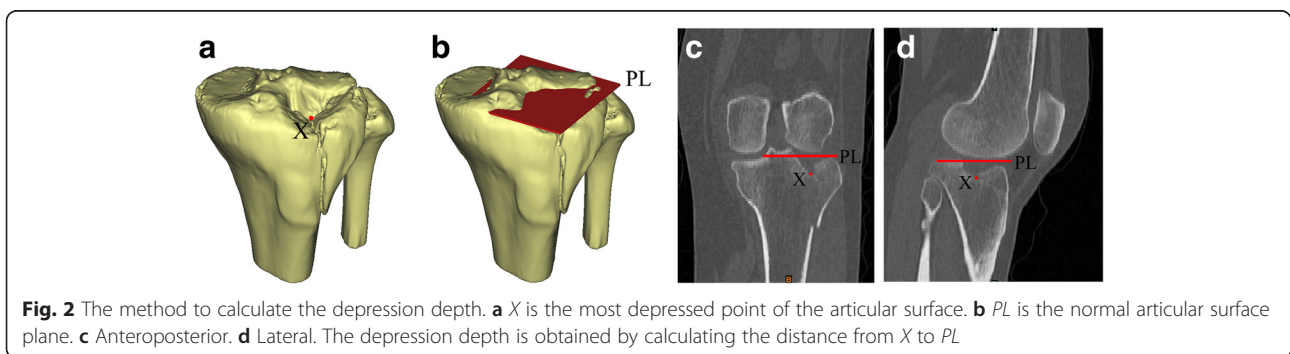 a
b
c
d
PL
X
PL
X
PL
X
Fig. 2 The method to calculate the depression depth. a X is the most depressed point of the articular surface. b PL is the normal articular surface
plane. c Anteroposterior. d Lateral. The depression depth is obtained by calculating the distance from X to PL